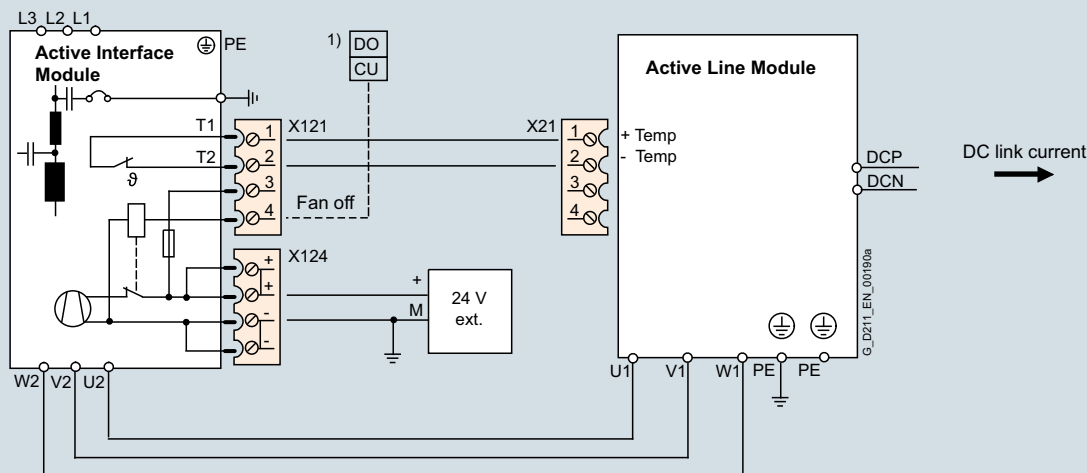 L3 L2 L1
Active Interface
Module
PE
1) DO
CU
Active Line Module
T1
T2
ϑ
X121
1
2
3
4
Fan off
X21
1
2
3
4
+ Temp
- Temp
DCP
DCN
DC link current
X124
+
+
-
-
+
M
24 V
ext.
G_D211_EN_00190a
W2 V2 U2
U1 V1 W1 PE PE